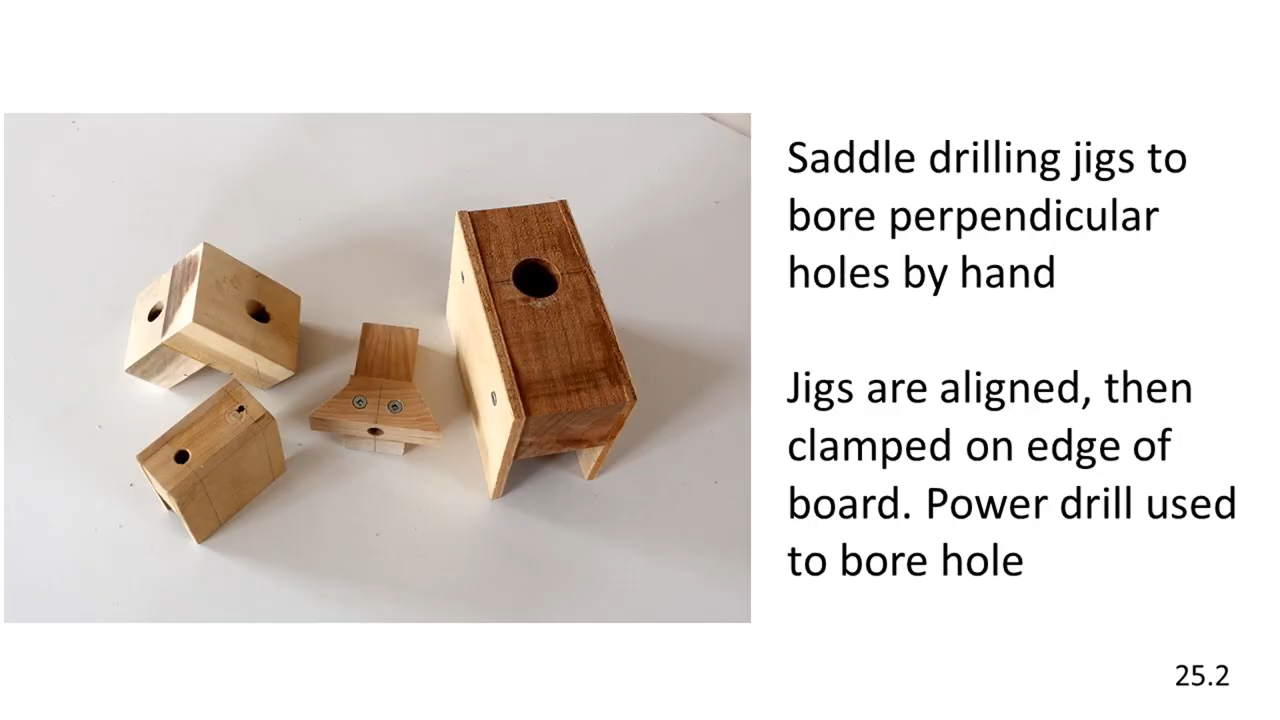 Saddle drilling jigs to
bore perpendicular
holes by hand
Jigs are aligned, then
clamped on edge of
board. Power drill used
to bore hole
25.2